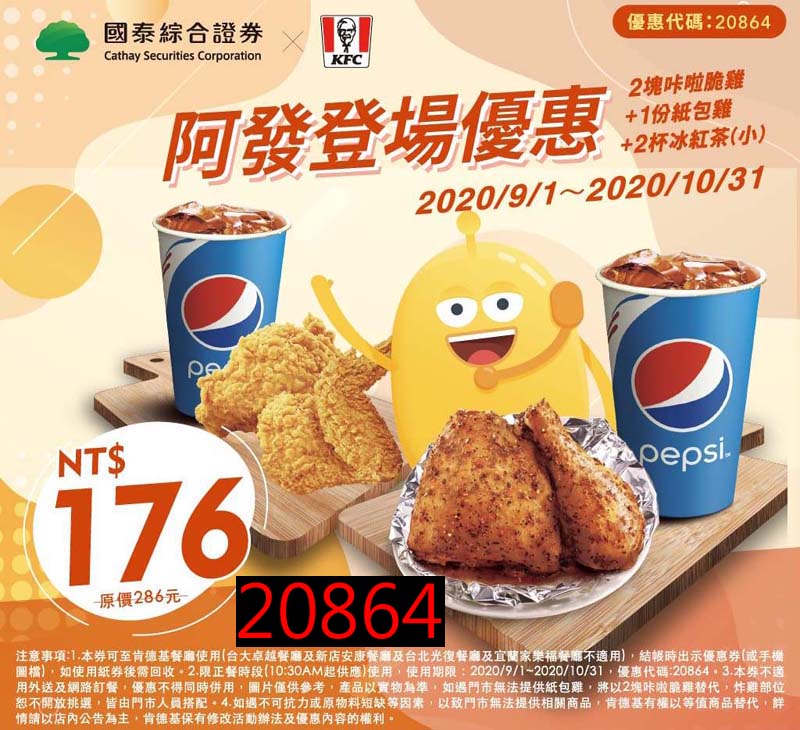 國泰綜合證券
Cathay Securities Corporation
KFC
優惠代碼：20864
阿發登場優惠
2塊咔啦脆雞
+1份紙包雞
+2杯冰紅茶(小)
2020/9/1～2020/10/31
pe
pepsi
NT$
176
原價286元
20864
注意事項:1.本券可至肯德基餐廳使用(台大卓越餐廳及新店安康餐廳及台北光復餐廳及宜蘭家樂福餐廳不適用)，結帳時出示優惠券(或手機
圖檔)，如使用紙券後需回收。2.限正餐時段(10:30AM起供應)使用，使用期限：2020/9/1~2020/10/31，優惠代碼:20864。3.本券不適
用外送及網路訂餐，優惠不得同時併用，圖片僅供參考，產品以實物為準，如遇門市無法提供紙包雞，將以2塊咔啦脆雞替代，炸雞部位
恕不開放挑選，皆由門市人員搭配。4.如遇不可抗力或原物料短缺等因素，以致門市無法提供相關商品，肯德基有權以等值商品替代，詳
情請以店內公告為主，肯德基保有修改活動辦法及優惠內容的權利。